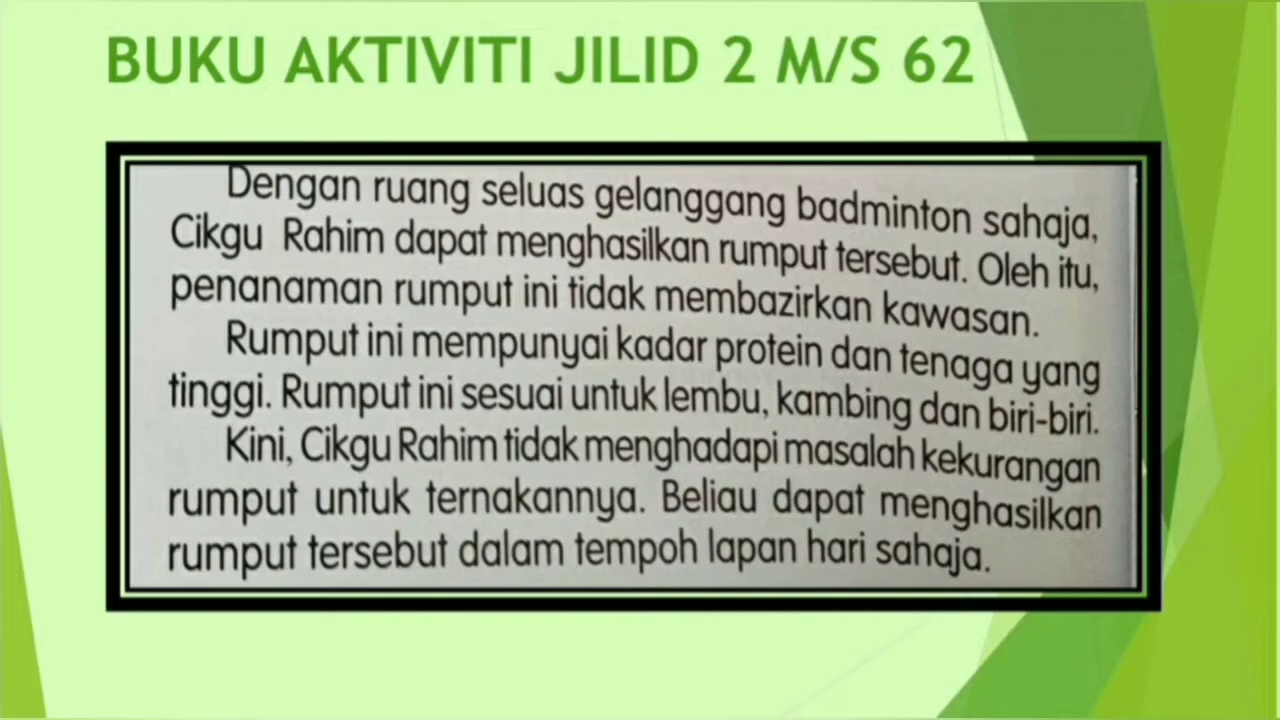 BUKU AKTIVITI JILID 2 M/S 62
Dengan ruang seluas gelanggang badminton sahaja,
Cikgu Rahim dapat menghasilkan rumput tersebut. Oleh itu,
penanaman rumput ini tidak membazirkan kawasan.
Rumput ini mempunyai kadar protein dan tenaga yang
tinggi. Rumput ini sesuai untuk lembu, kambing dan biri-biri.
Kini, Cikgu Rahim tidak menghadapi masalah kekurangan
rumput untuk ternakannya. Beliau dapat menghasilkan
rumput tersebut dalam tempoh lapan hari sahaja.